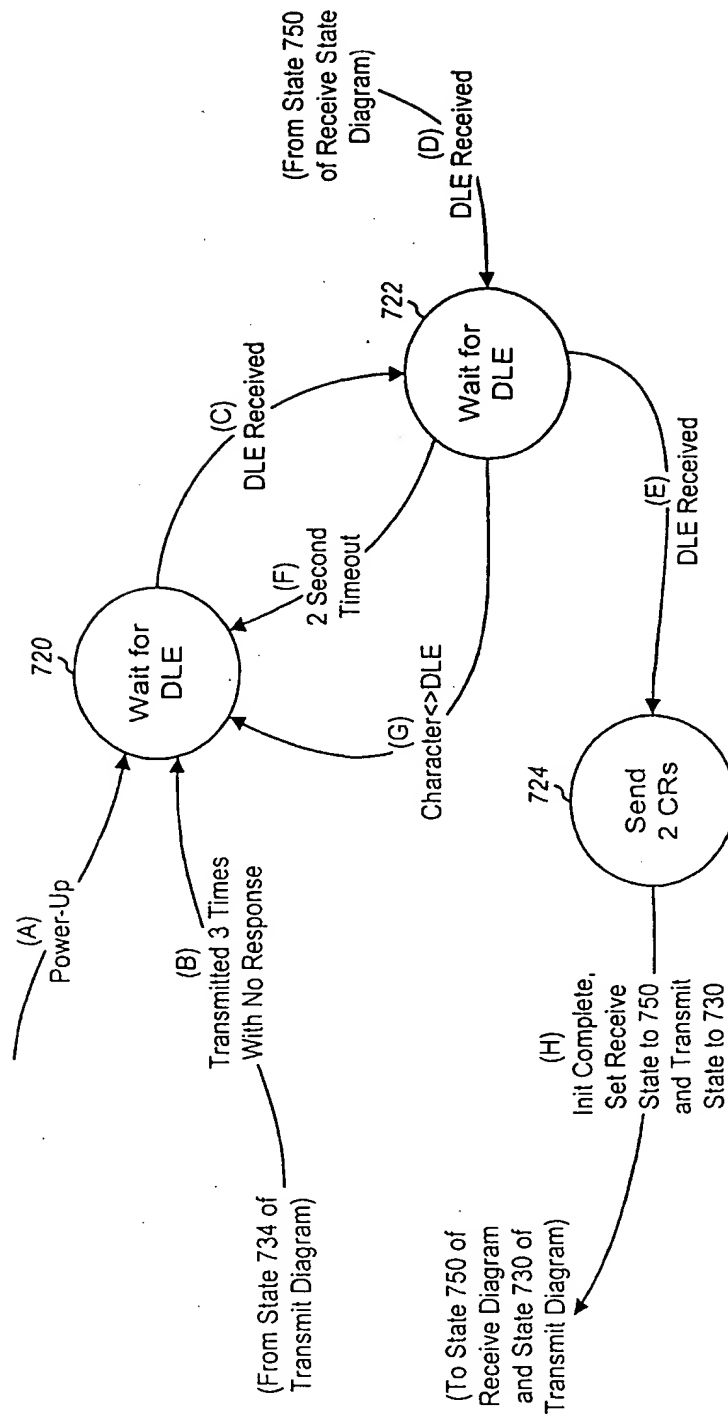 (A)
Power-Up
(B)
Transmitted 3 Times
With No Response
(From State 734 of
Transmit Diagram)
720
Wait for
DLE
(C)
DLE Received
(F)
2 Second
Timeout
(G)
Character<>DLE
722
Wait for
DLE
(From State 750
of Receive State
Diagram)
(D)
DLE Received
(E)
DLE Received
724
Send
2 CRs
(H)
Init Complete,
Set Receive
State to 750
and Transmit
State to 730
(To State 750 of
Receive Diagram
and State 730 of
Transmit Diagram)